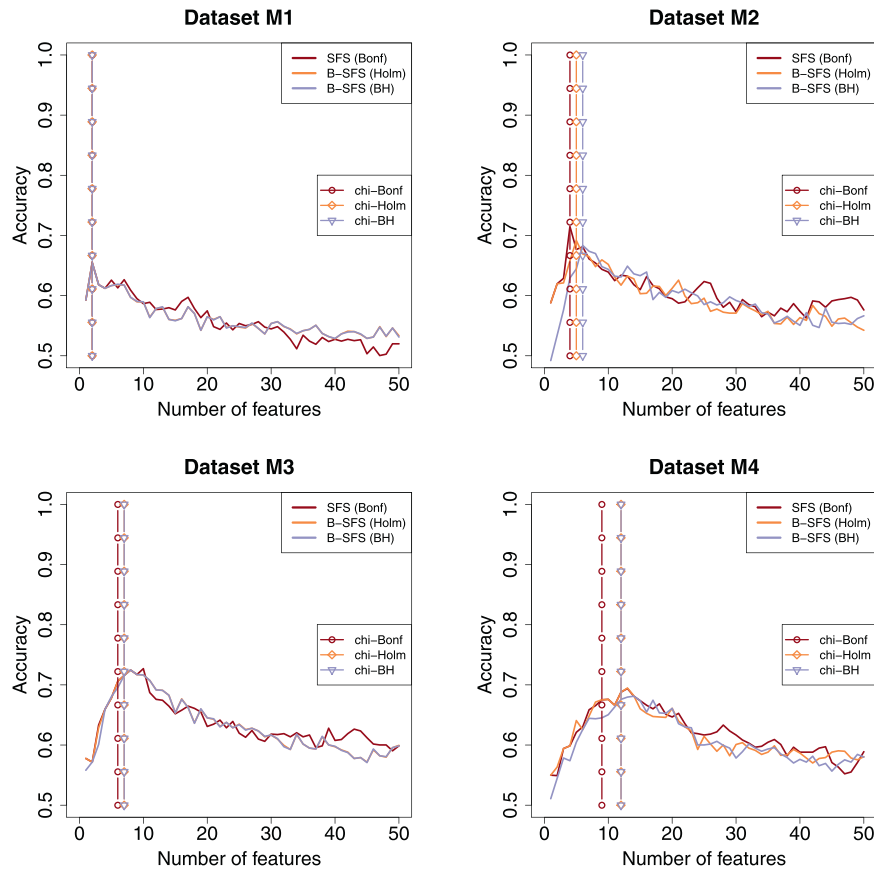 Dataset M1
Accuracy
1.0
0.9
0.8
0.7
0.6
0.5
SFS (Bonf)
B-SFS (Holm)
B-SFS (BH)
chi-Bonf
chi-Holm
chi-BH
0 10 20 30 40 50
Number of features
Dataset M2
Accuracy
1.0
0.9
0.8
0.7
0.6
0.5
SFS (Bonf)
B-SFS (Holm)
B-SFS (BH)
chi-Bonf
chi-Holm
chi-BH
0 10 20 30 40 50
Number of features
Dataset M3
Accuracy
1.0
0.9
0.8
0.7
0.6
0.5
SFS (Bonf)
B-SFS (Holm)
B-SFS (BH)
chi-Bonf
chi-Holm
chi-BH
0 10 20 30 40 50
Number of features
Dataset M4
Accuracy
1.0
0.9
0.8
0.7
0.6
0.5
SFS (Bonf)
B-SFS (Holm)
B-SFS (BH)
chi-Bonf
chi-Holm
chi-BH
0 10 20 30 40 50
Number of features